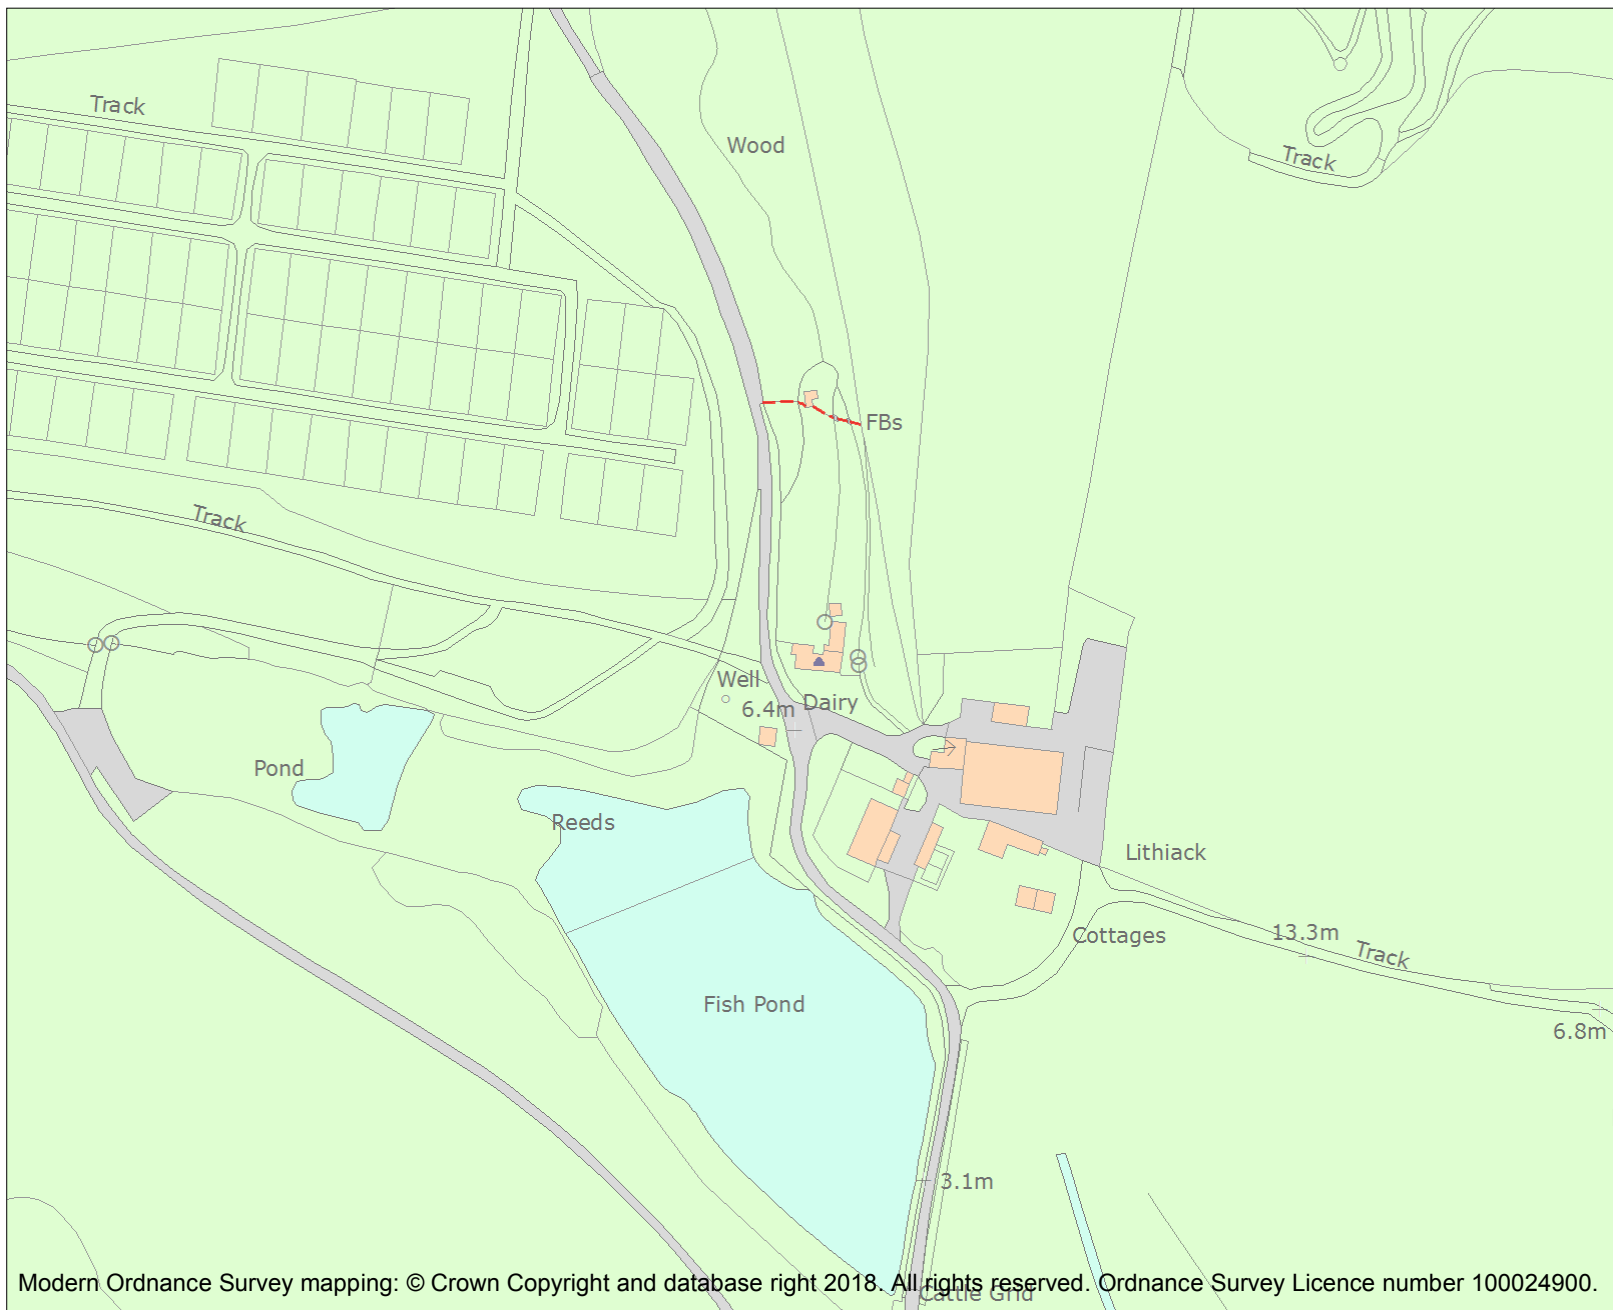 Track
Wood
Track
FBs
Track
Well
Dairy
6.4m
Pond
Reeds
Lithiack
13.3m
Cottages
Track
Fish Pond
6.8m
3.1m
Cattle Grid
Modern Ordnance Survey mapping: © Crown Copyright and database right 2018. All rights reserved. Ordnance Survey Licence number 100024900.